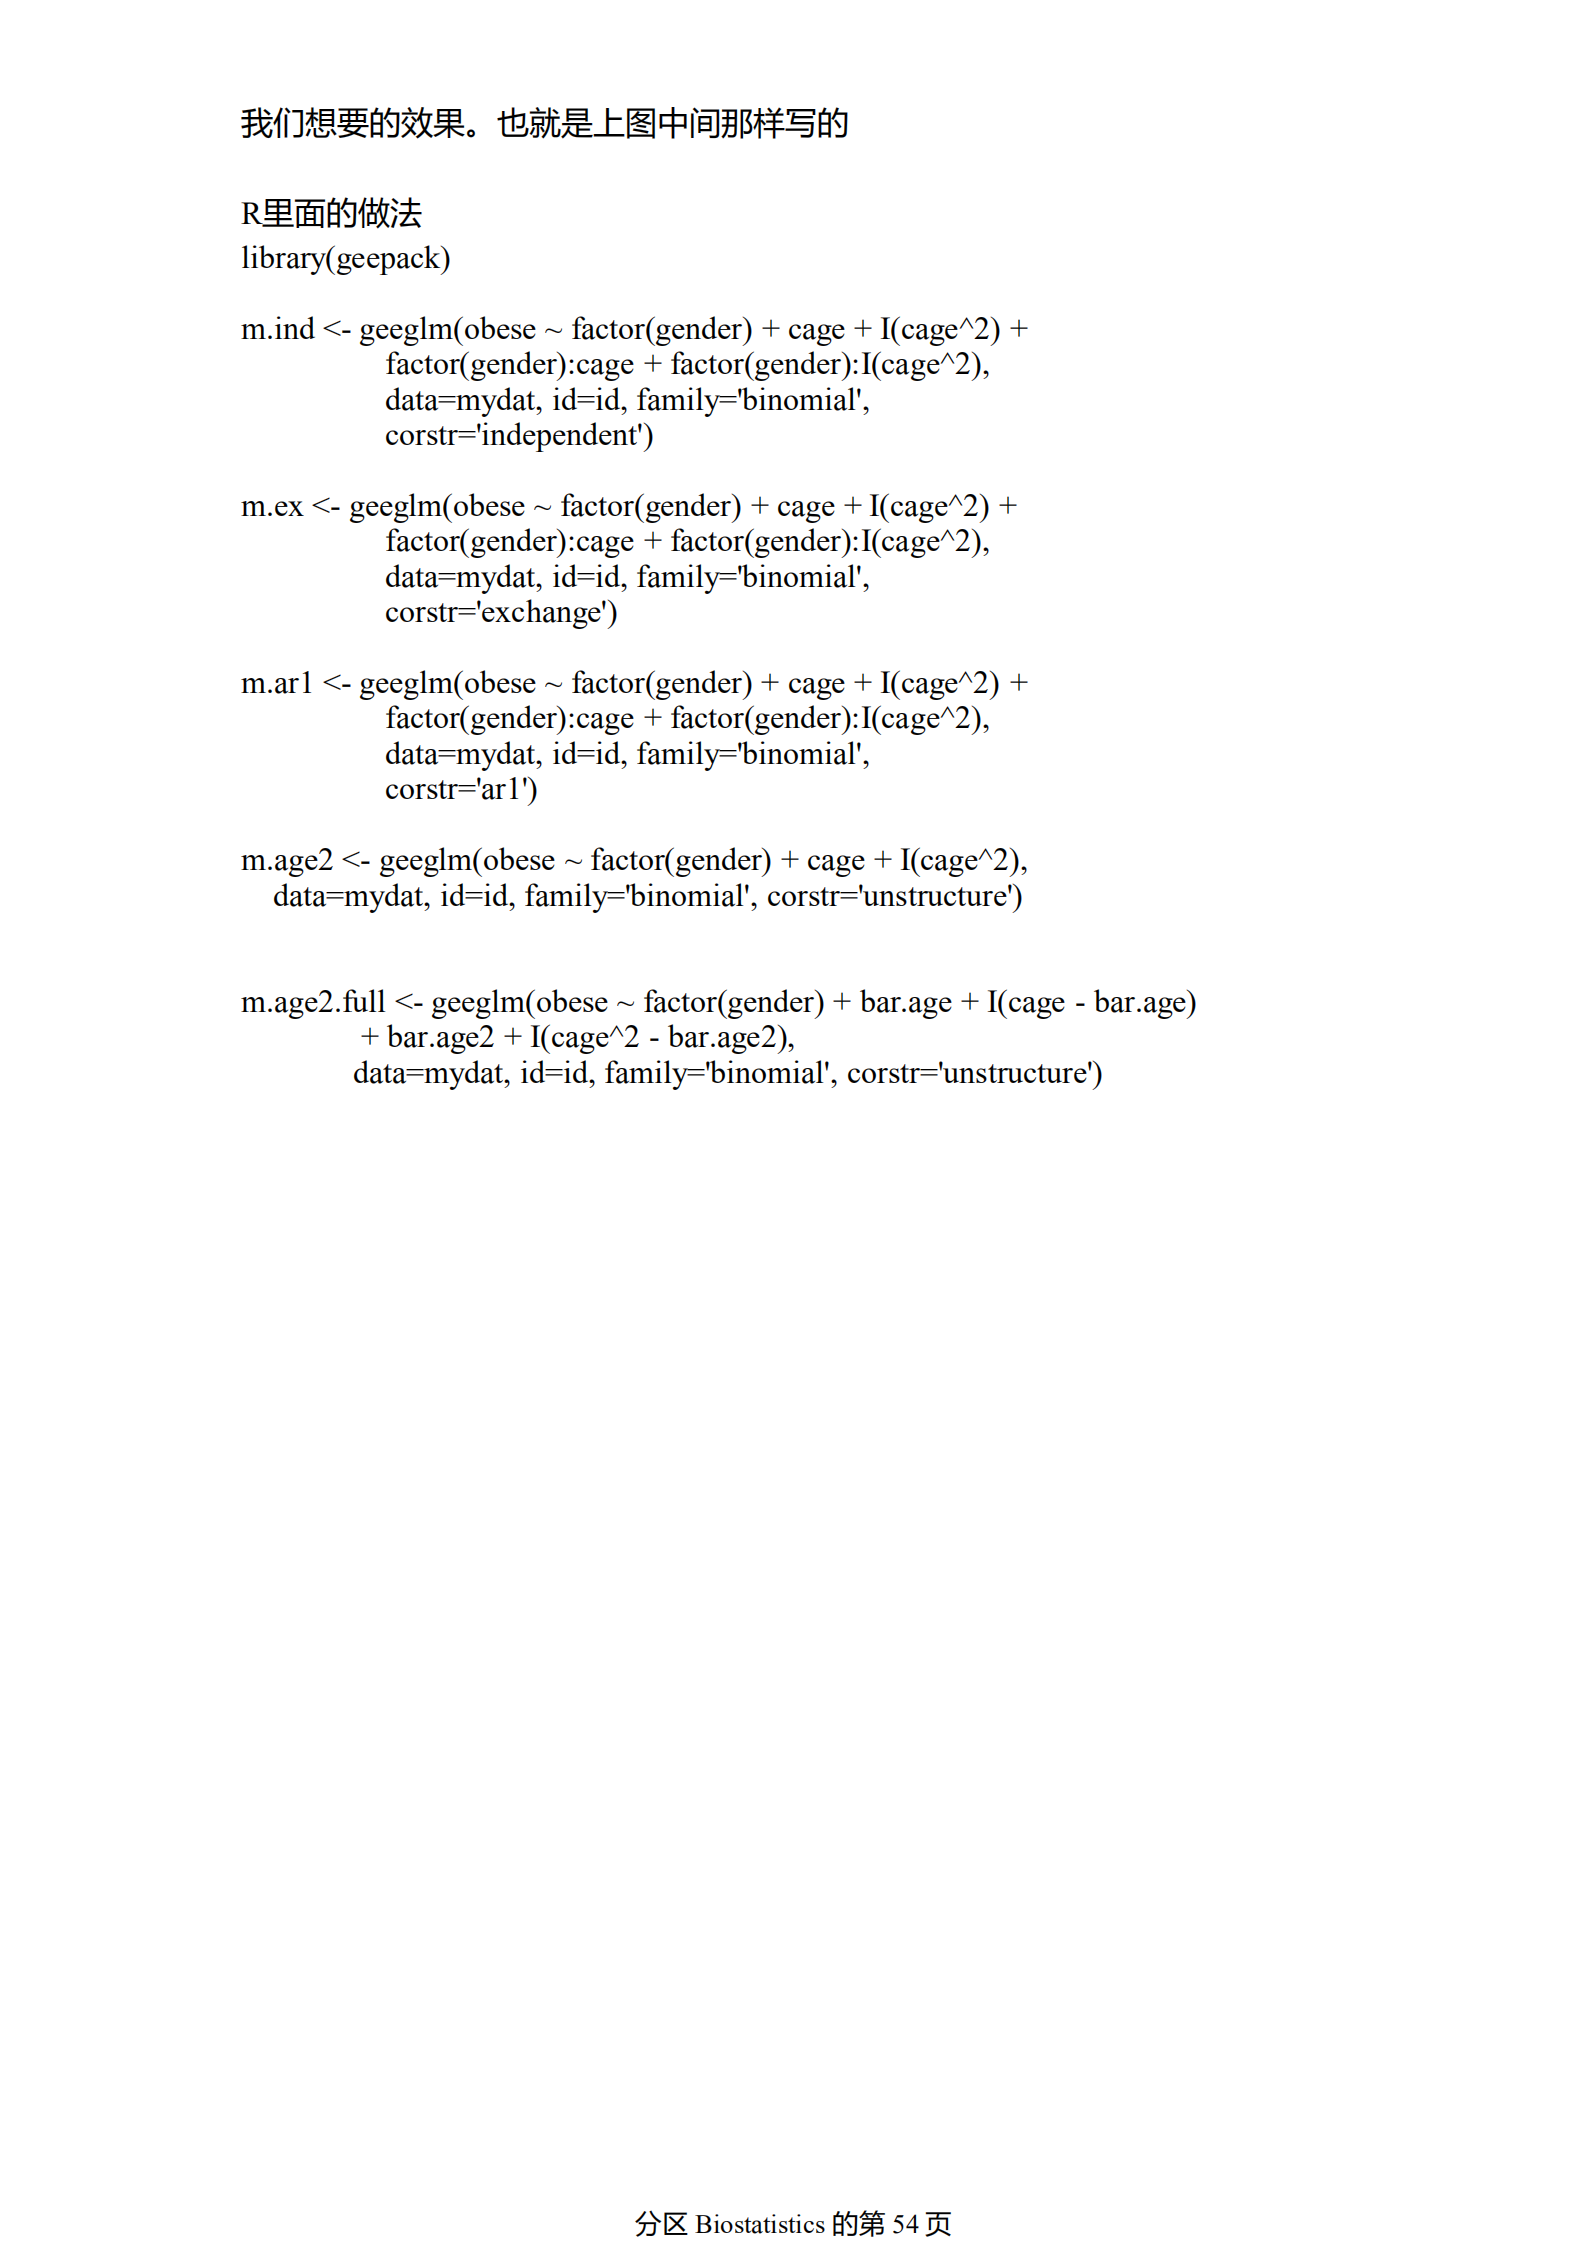 我们想要的效果。也就是上图中间那样写的
R里面的做法
library(geepack)
m.ind <- geeglm(obese ~ factor(gender) + cage + I(cage^2) +
factor(gender):cage + factor(gender):I(cage^2),
data=mydat, id=id, family='binomial',
corstr='independent')
m.ex <- geeglm(obese ~ factor(gender) + cage + I(cage^2) +
factor(gender):cage + factor(gender):I(cage^2),
data=mydat, id=id, family='binomial',
corstr='exchange')
m.ar1 <- geeglm(obese ~ factor(gender) + cage + I(cage^2) +
factor(gender):cage + factor(gender):I(cage^2),
data=mydat, id=id, family='binomial',
corstr='ar1')
m.age2 <- geeglm(obese ~ factor(gender) + cage + I(cage^2),
data=mydat, id=id, family='binomial', corstr='unstructure')
m.age2.full <- geeglm(obese ~ factor(gender) + bar.age + I(cage - bar.age)
+ bar.age2 + I(cage^2 - bar.age2),
data=mydat, id=id, family='binomial', corstr='unstructure')
分区 Biostatistics 的第 54 页